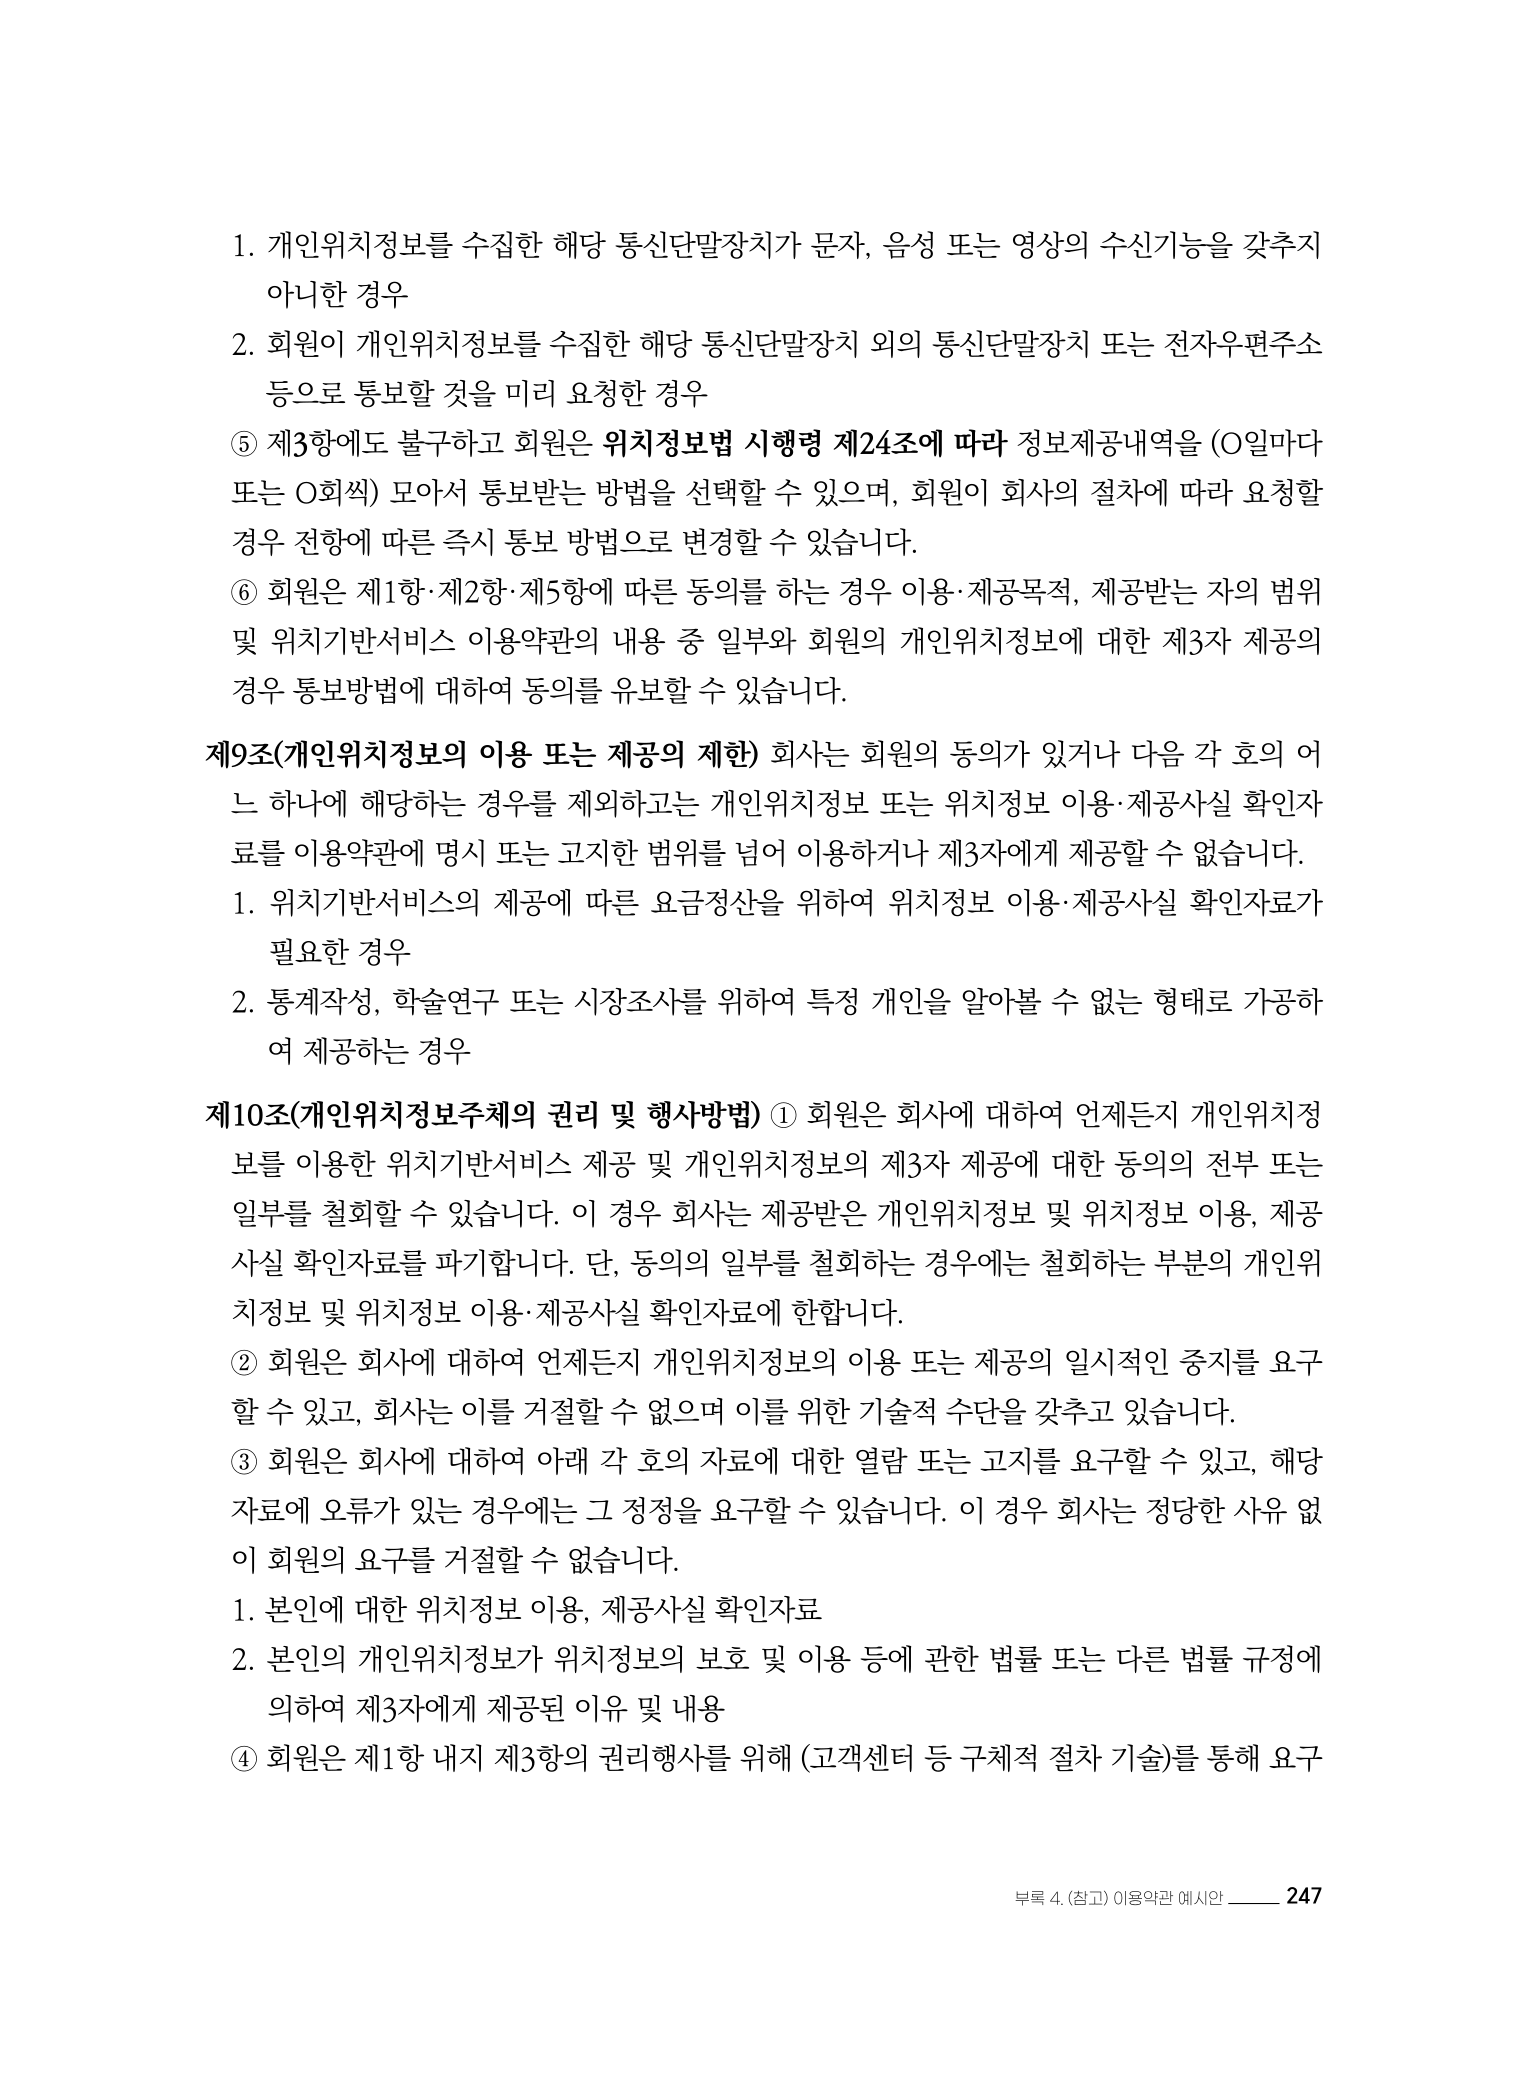 1. 개인위치정보를 수집한 해당 통신단말장치가 문자, 음성 또는 영상의 수신기능을 갖추지
아니한 경우
2. 회원이 개인위치정보를 수집한 해당 통신단말장치 외의 통신단말장치 또는 전자우편주소
등으로 통보할 것을 미리 요청한 경우
⑤ 제3항에도 불구하고 회원은 위치정보법 시행령 제24조에 따라 정보제공내역을 (O일마다
또는 O회씩) 모아서 통보받는 방법을 선택할 수 있으며, 회원이 회사의 절차에 따라 요청할
경우 전항에 따른 즉시 통보 방법으로 변경할 수 있습니다.
⑥ 회원은 제1항·제2항·제5항에 따른 동의를 하는 경우 이용·제공목적, 제공받는 자의 범위
및 위치기반서비스 이용약관의 내용 중 일부와 회원의 개인위치정보에 대한 제3자 제공의
경우 통보방법에 대하여 동의를 유보할 수 있습니다.
제9조(개인위치정보의 이용 또는 제공의 제한) 회사는 회원의 동의가 있거나 다음 각 호의 어
느 하나에 해당하는 경우를 제외하고는 개인위치정보 또는 위치정보 이용·제공사실 확인자
료를 이용약관에 명시 또는 고지한 범위를 넘어 이용하거나 제3자에게 제공할 수 없습니다.
1. 위치기반서비스의 제공에 따른 요금정산을 위하여 위치정보 이용·제공사실 확인자료가
필요한 경우
2. 통계작성, 학술연구 또는 시장조사를 위하여 특정 개인을 알아볼 수 없는 형태로 가공하
여 제공하는 경우
제10조(개인위치정보주체의 권리 및 행사방법) ① 회원은 회사에 대하여 언제든지 개인위치정
보를 이용한 위치기반서비스 제공 및 개인위치정보의 제3자 제공에 대한 동의의 전부 또는
일부를 철회할 수 있습니다. 이 경우 회사는 제공받은 개인위치정보 및 위치정보 이용, 제공
사실 확인자료를 파기합니다. 단, 동의의 일부를 철회하는 경우에는 철회하는 부분의 개인위
치정보 및 위치정보 이용·제공사실 확인자료에 한합니다.
② 회원은 회사에 대하여 언제든지 개인위치정보의 이용 또는 제공의 일시적인 중지를 요구
할 수 있고, 회사는 이를 거절할 수 없으며 이를 위한 기술적 수단을 갖추고 있습니다.
③ 회원은 회사에 대하여 아래 각 호의 자료에 대한 열람 또는 고지를 요구할 수 있고, 해당
자료에 오류가 있는 경우에는 그 정정을 요구할 수 있습니다. 이 경우 회사는 정당한 사유 없
이 회원의 요구를 거절할 수 없습니다.
1. 본인에 대한 위치정보 이용, 제공사실 확인자료
2. 본인의 개인위치정보가 위치정보의 보호 및 이용 등에 관한 법률 또는 다른 법률 규정에
의하여 제3자에게 제공된 이유 및 내용
④ 회원은 제1항 내지 제3항의 권리행사를 위해 (고객센터 등 구체적 절차 기술)를 통해 요구
부록 4. (참고) 이용약관 예시안 247